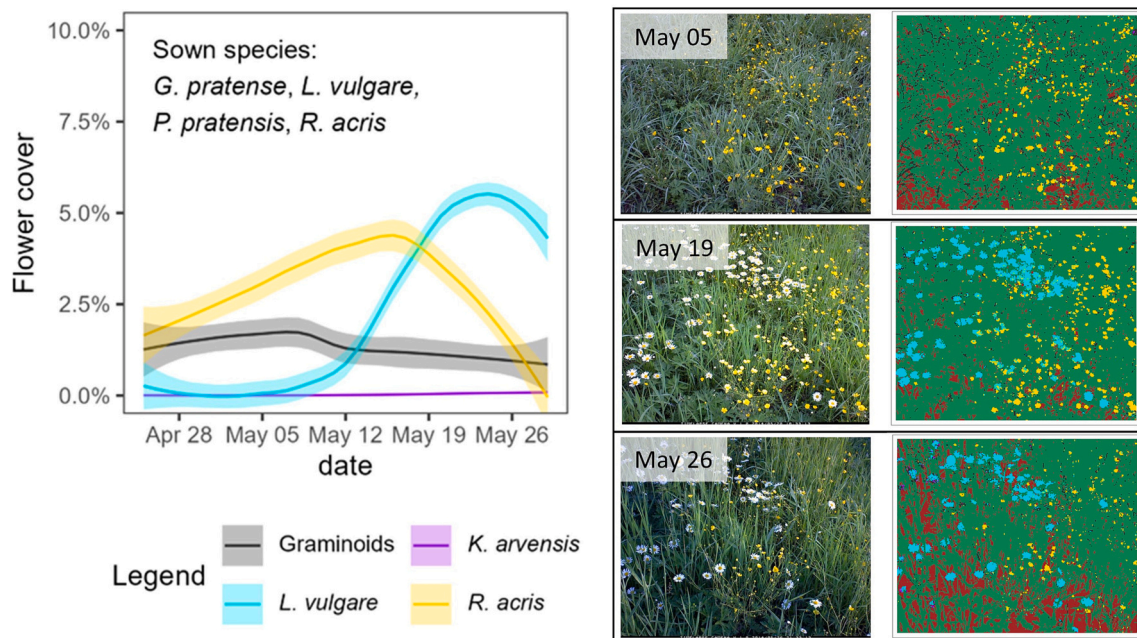 10.0%
7.5%
5.0%
2.5%
0.0%
Flower cover
Sown species:
G. pratense, L. vulgare,
P. pratensis, R. acris
Apr 28 May 05 May 12 May 19 May 26
date
Legend
Graminoids
K. arvensis
L. vulgare
R. acris
May 05
May 19
May 26